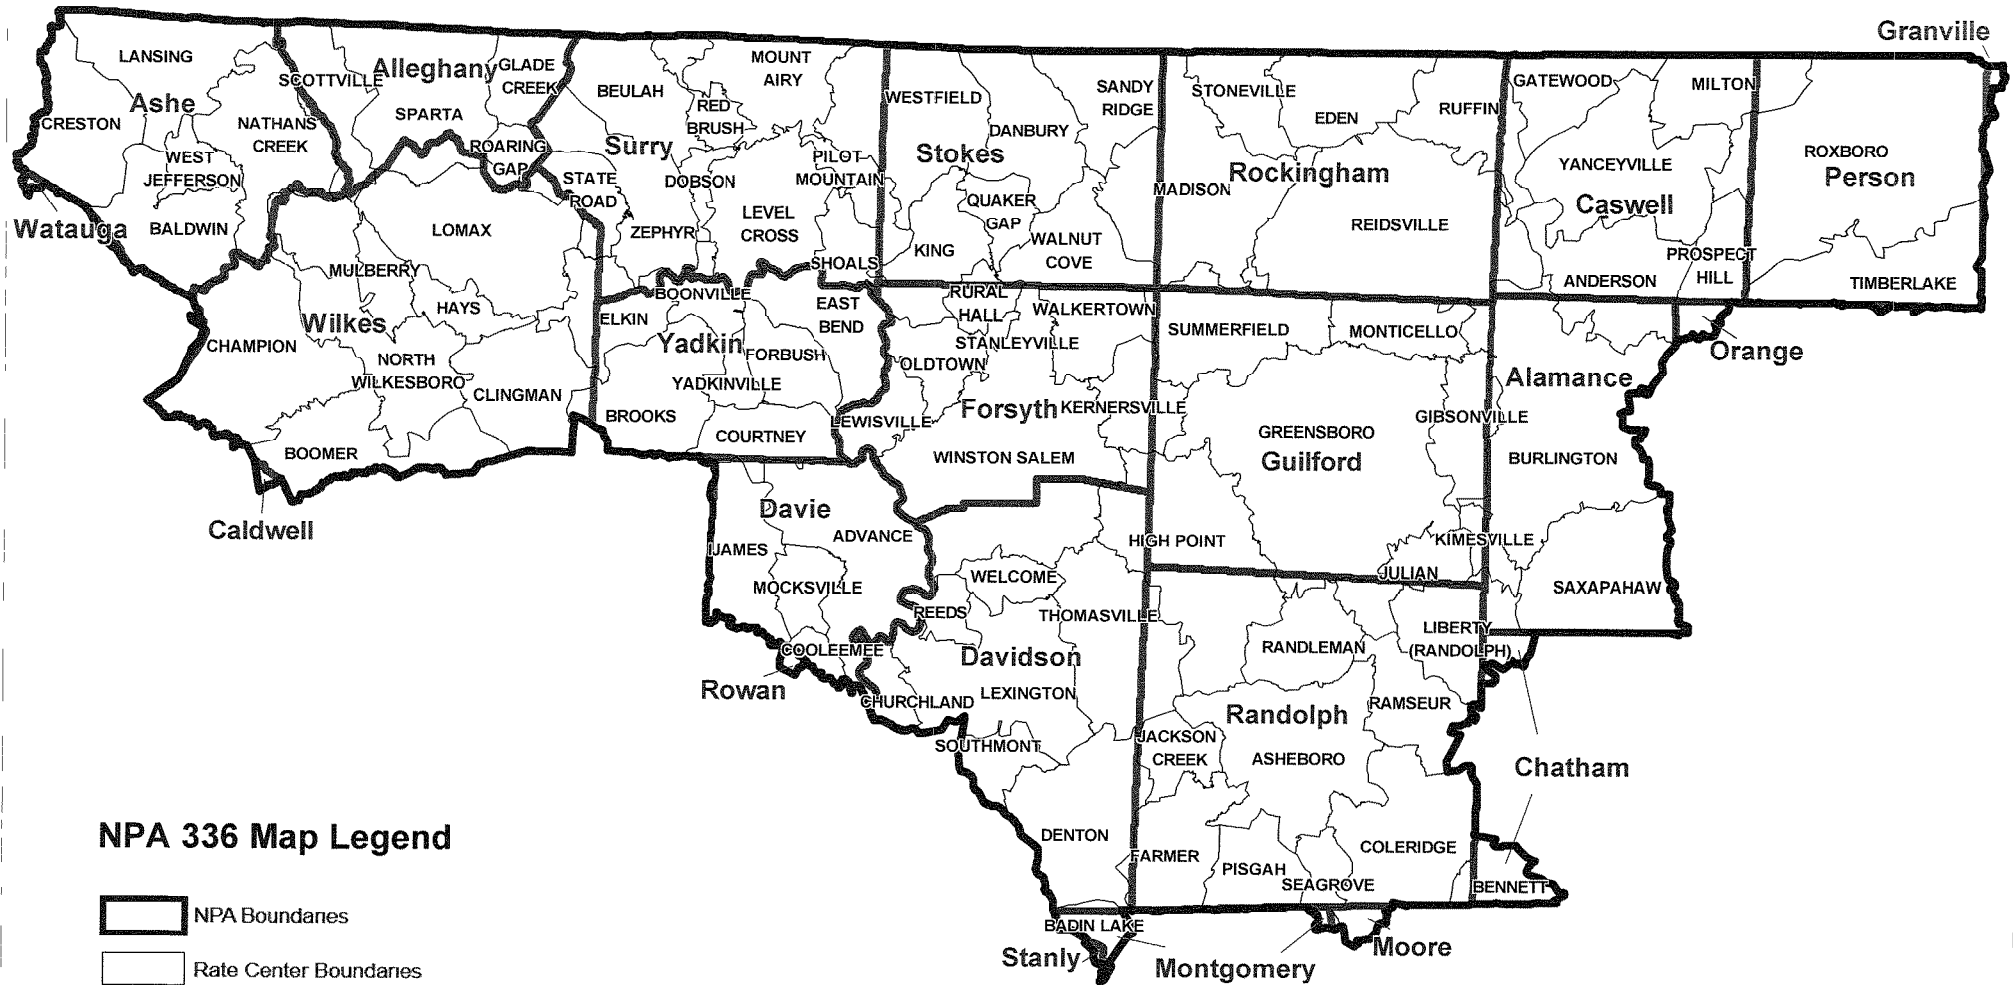 Granville
LANSING
SCOTTVILLE
Alleghany
GLADE
CREEK
MOUNT
AIRY
BEULAH
WESTFIELD
SANDY
RIDGE
STONEVILLE
GATEWOOD
MILTON
Ashe
CRESTON
NATHANS
CREEK
SPARTA
RED
BRUSH
DANBURY
EDEN
RUFFIN
WEST
JEFFERSON
ROARING
GAP
Surry
PILOT
MOUNTAIN
Stokes
Rockingham
YANCEYVILLE
ROXBORO
Person
STATE
ROAD
DOBSON
MADISON
QUAKER
GAP
Caswell
Watauga
BALDWIN
LOMAX
ZEPHYR
LEVEL
CROSS
KING
WALNUT
COVE
REIDSVILLE
PROSPECT
HILL
MULBERRY
SHOALS
ANDERSON
TIMBERLAKE
HAYS
BOONVILLE
EAST
BEND
RURAL
HALL
WALKERTOWN
Wilkes
ELKIN
SUMMERFIELD
MONTICELLO
CHAMPION
Yadkin
FORBUSH
STANLEYVILLE
OLDTOWN
Orange
NORTH
WILKESBORO
YADKINVILLE
Alamance
CLINGMAN
BROOKS
LEWISVILLE
Forsyth
KERNERSVILLE
GIBSONVILLE
COURTNEY
GREENSBORO
Guilford
BOOMER
WINSTON SALEM
BURLINGTON
Caldwell
Davie
ADVANCE
IJAMES
HIGH POINT
KIMESVILLE
MOCKSVILLE
WELCOME
JULIAN
SAXAPAHAW
REEDS
THOMASVILLE
LIBERTY
(RANDOLPH)
COOLEEMEE
Davidson
RANDLEMAN
Rowan
CHURCHLAND
LEXINGTON
RAMSEUR
Randolph
SOUTHMONT
JACKSON
CREEK
ASHEBORO
Chatham
DENTON
FARMER
PISGAH
COLERIDGE
SEAGROVE
BENNETT
BADIN LAKE
Stanly
Montgomery
Moore
NPA 336 Map Legend
NPA Boundaries
Rate Center Boundaries